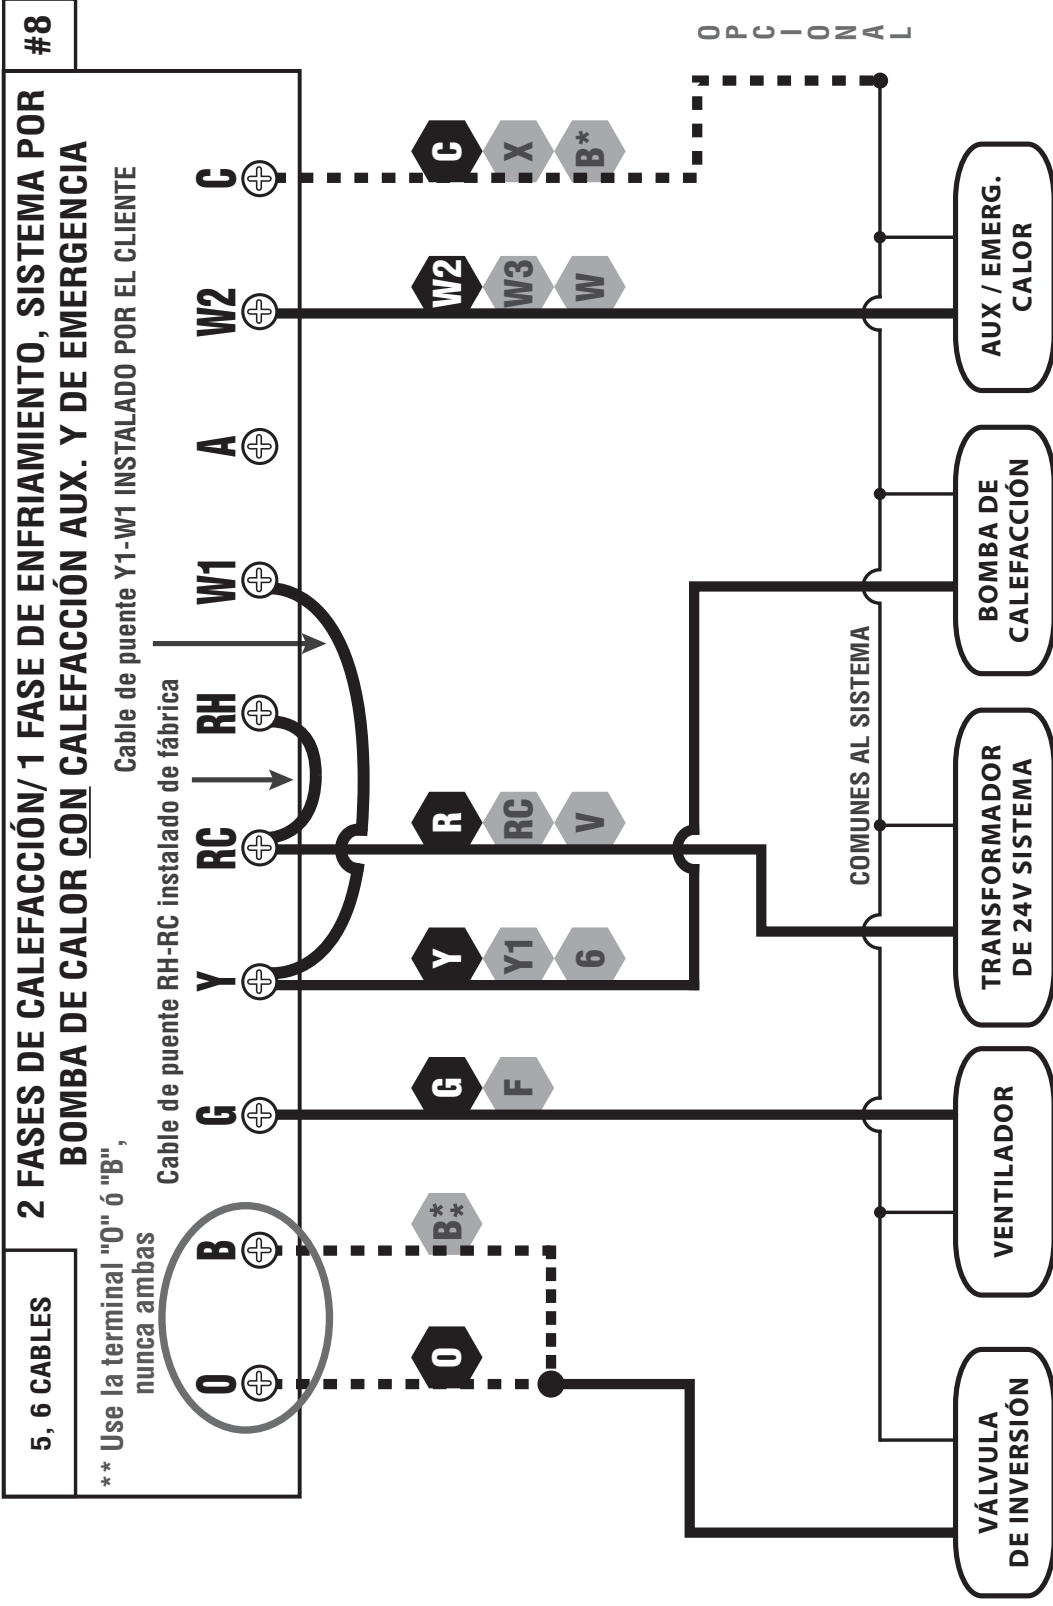 5, 6 CABLES
2 FASES DE CALEFACCIÓN/ 1 FASE DE ENFRIAMIENTO, SISTEMA POR
BOMBA DE CALOR CON CALEFACCIÓN AUX. Y DE EMERGENCIA
#8
** Use la terminal "O" ó "B",
nunca ambas
Cable de puente Y1-W1 INSTALADO POR EL CLIENTE
Cable de puente RH-RC instalado de fábrica
O B G Y RC RH W1 A W2 C
O B** G Y R W2 C
F Y1 RC W3 X
6 V W B*
OPCIONAL
COMUNES AL SISTEMA
VÁLVULA
DE INVERSIÓN
VENTILADOR
TRANSFORMADOR
DE 24V SISTEMA
BOMBA DE
CALEFACCIÓN
AUX / EMERG.
CALOR